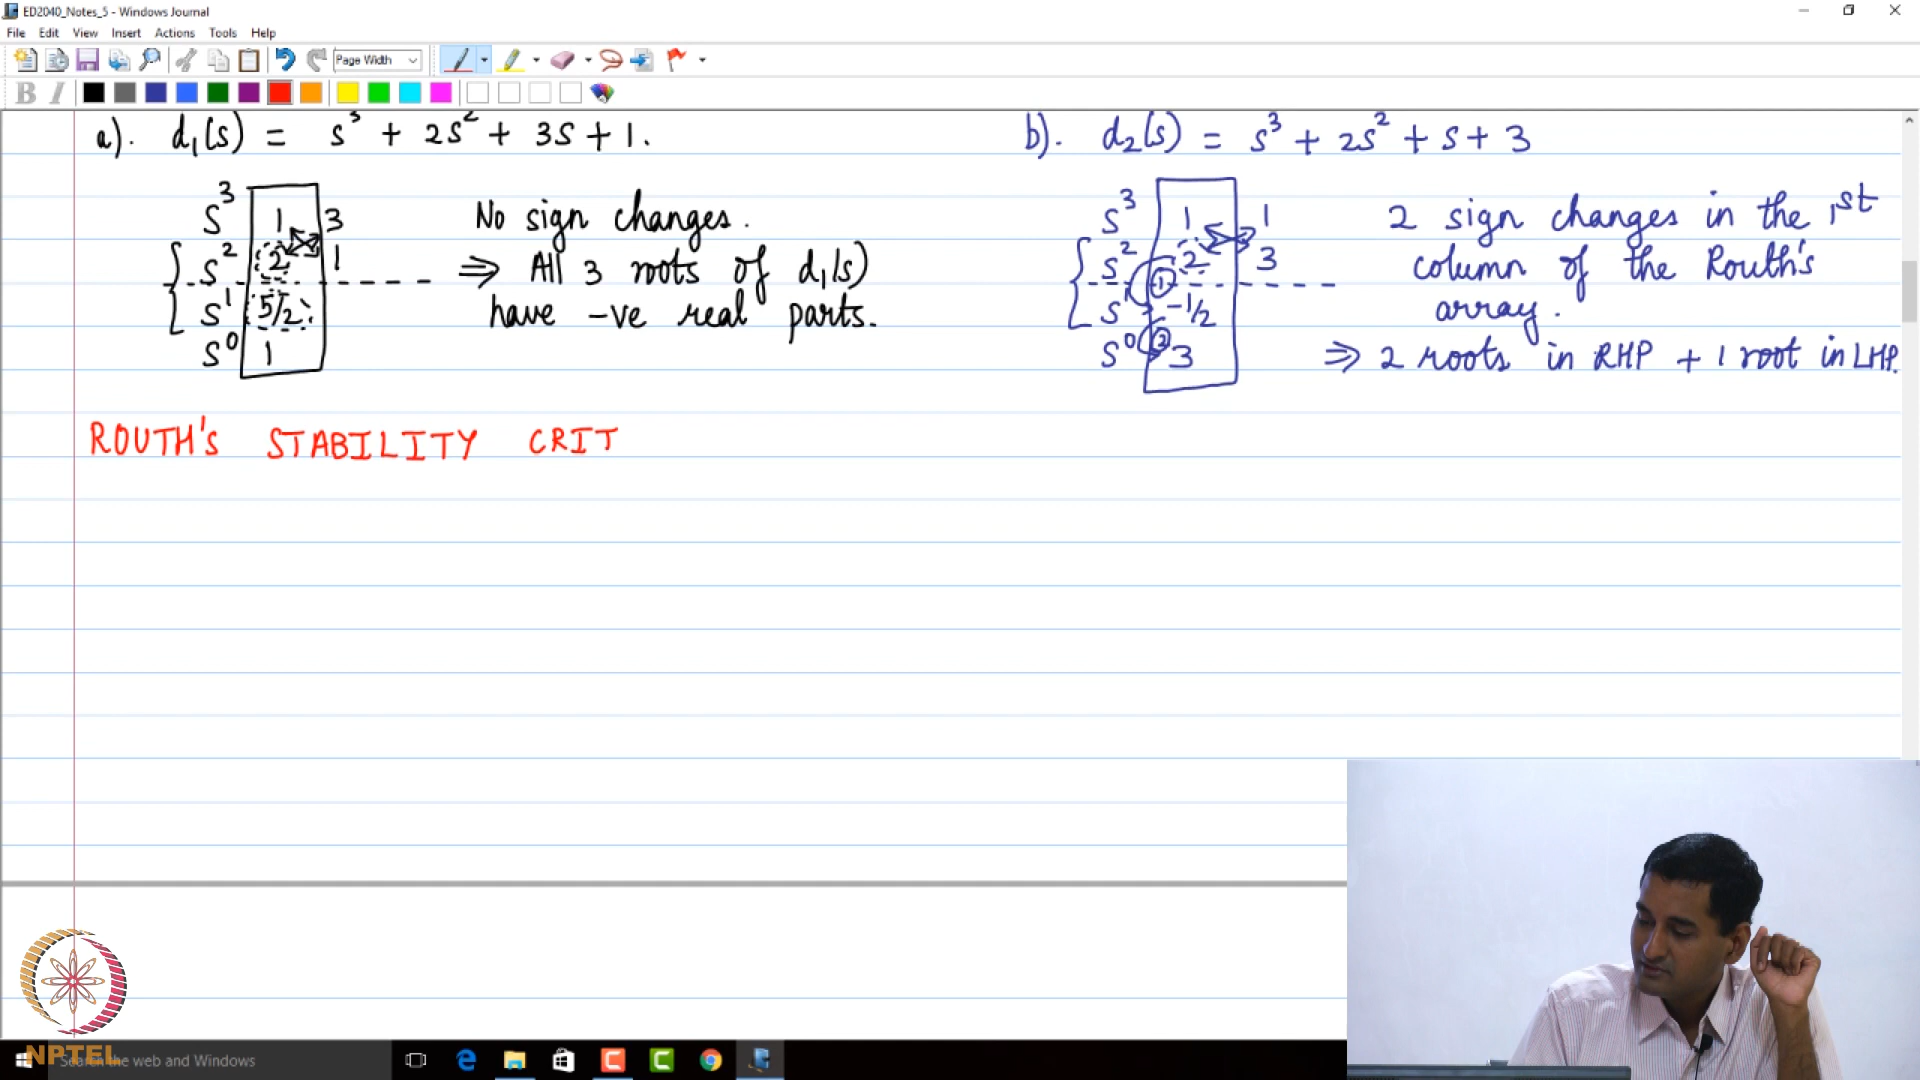 ED2040_Notes_5 - Windows Journal
File Edit View Insert Actions Tools Help
Page Width
B I
a). d₁(s) = s³ + 2s² + 3s + 1.
s³ 1 3
s² 2 1
s¹ 5/2
s⁰ 1
No sign changes.
⇒ All 3 roots of d₁(s)
have -ve real parts.
b). d₂(s) = s³ + 2s² + s + 3
s³ 1 1
s² 2 3
① 
s¹ -1/2
②
s⁰ 3
2 sign changes in the 1st
column of the Routh's
array.
⇒ 2 roots in RHP + 1 root in LHP.
ROUTH'S STABILITY CRIT
NPTEL
Search the web and Windows